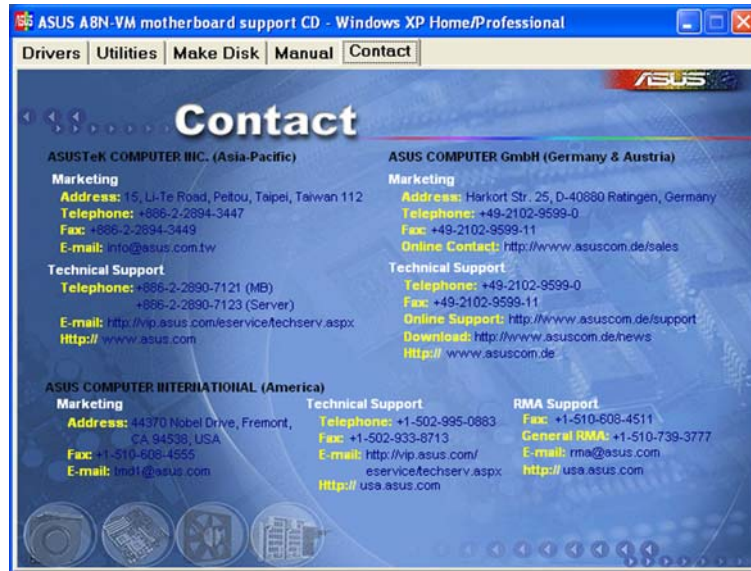 ASUS A8N-VM motherboard support CD - Windows XP Home/Professional
Drivers Utilities Make Disk Manual Contact
ASUS
Contact
ASUSTeK COMPUTER INC. (Asia-Pacific)
Marketing
Address: 15, Li-Te Road, Peitou, Taipei, Taiwan 112
Telephone: +886-2-2894-3447
Fax: +886-2-2894-3449
E-mail: info@asus.com.tw
Technical Support
Telephone: +886-2-2890-7121 (MB)
+886-2-2890-7123 (Server)
E-mail: http://vip.asus.com/eservice/techserv.aspx
Http:// www.asus.com
ASUS COMPUTER GmbH (Germany & Austria)
Marketing
Address: Harkort Str. 25, D-40880 Ratingen, Germany
Telephone: +49-2102-9599-0
Fax: +49-2102-9599-11
Online Contact: http://www.asuscom.de/sales
Technical Support
Telephone: +49-2102-9599-0
Fax: +49-2102-9599-11
Online Support: http://www.asuscom.de/support
Download: http://www.asuscom.de/news
Http:// www.asuscom.de
ASUS COMPUTER INTERNATIONAL (America)
Marketing
Address: 44370 Nobel Drive, Fremont,
CA 94538, USA
Fax: +1-510-608-4555
E-mail: tmd1@asus.com
Technical Support
Telephone: +1-502-995-0883
Fax: +1-502-933-8713
E-mail: http://vip.asus.com/
eservice/techserv.aspx
Http:// usa.asus.com
RMA Support
Fax: +1-510-608-4511
General RMA: +1-510-739-3777
E-mail: rma@asus.com
http:// usa.asus.com